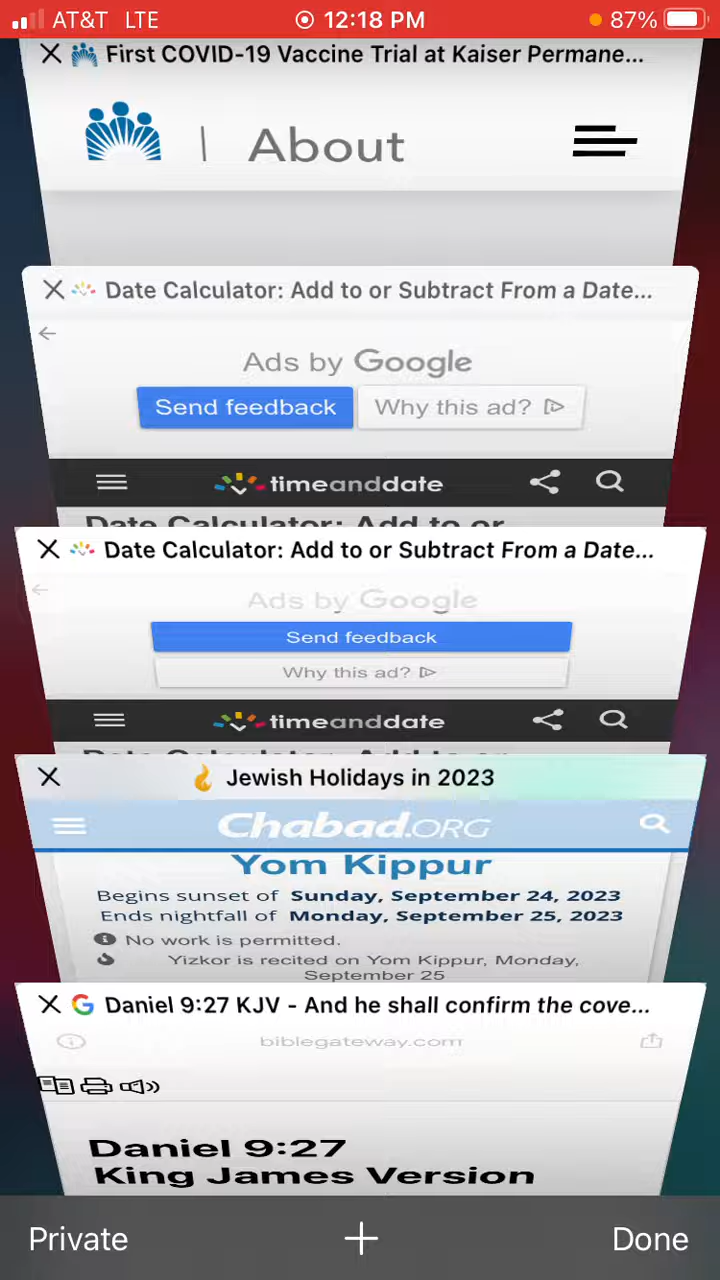 AT&T LTE 12:18 PM 87%
First COVID-19 Vaccine Trial at Kaiser Permane...
About
Date Calculator: Add to or Subtract From a Date...
Ads by Google
Send feedback Why this ad?
timeanddate
Date Calculator: Add to or
Date Calculator: Add to or Subtract From a Date...
Ads by Google
Send feedback
Why this ad?
timeanddate
Jewish Holidays in 2023
Chabad.ORG
Yom Kippur
Begins sunset of Sunday, September 24, 2023
Ends nightfall of Monday, September 25, 2023
No work is permitted.
Yizkor is recited on Yom Kippur, Monday,
September 25
Daniel 9:27 KJV - And he shall confirm the cove...
biblegateway.com
Daniel 9:27
King James Version
Private Done